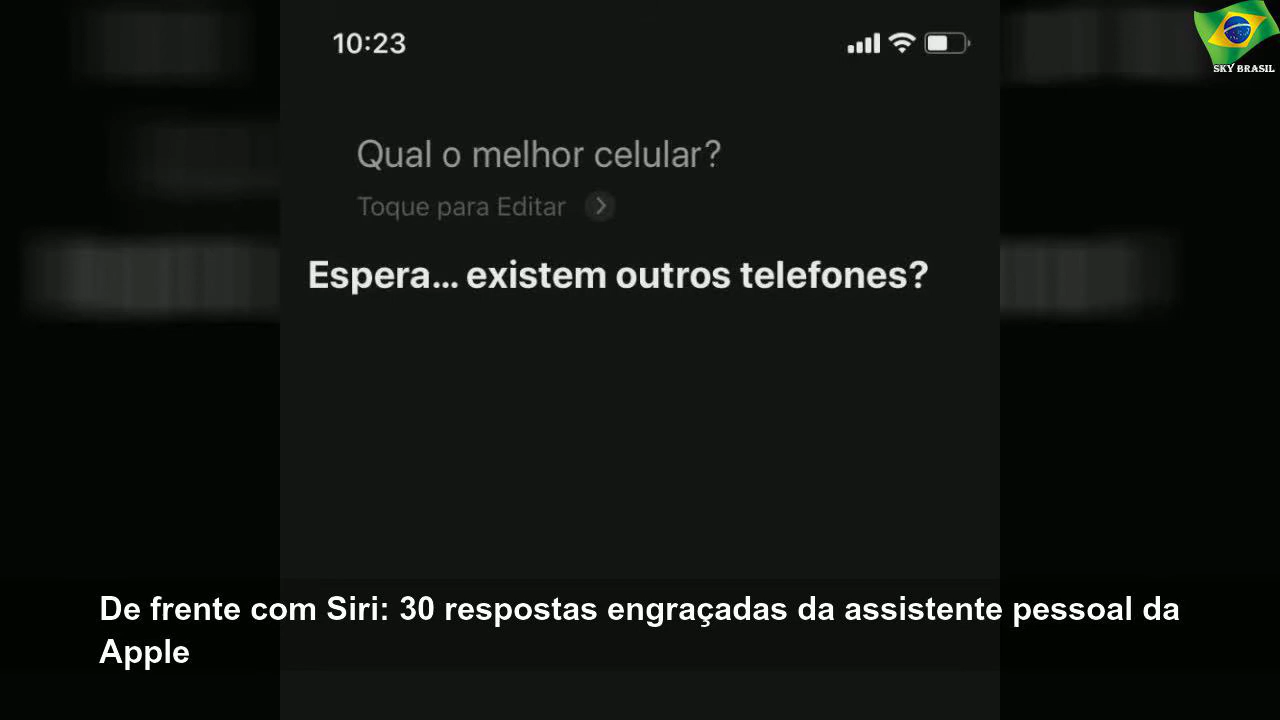 10:23
SKY BRASIL
Qual o melhor celular?
Toque para Editar
Espera... existem outros telefones?
De frente com Siri: 30 respostas engraçadas da assistente pessoal da
Apple